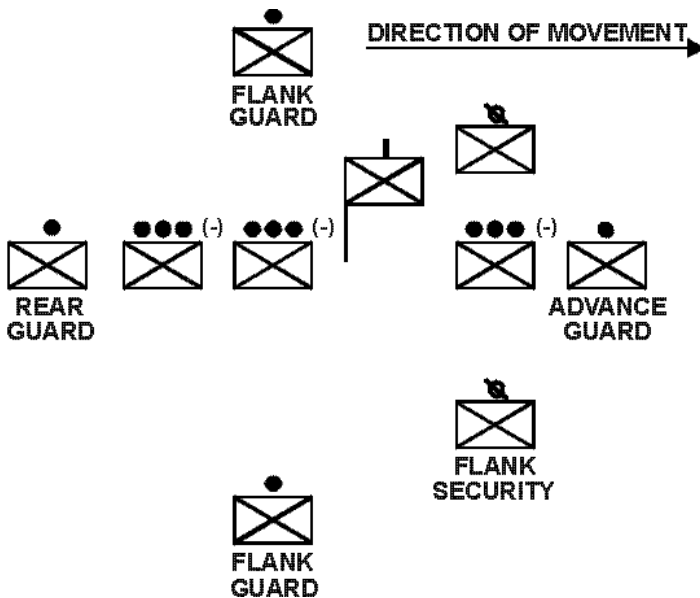 DIRECTION OF MOVEMENT
FLANK
GUARD
(-)
(-)
(-)
REAR
GUARD
ADVANCE
GUARD
FLANK
SECURITY
FLANK
GUARD